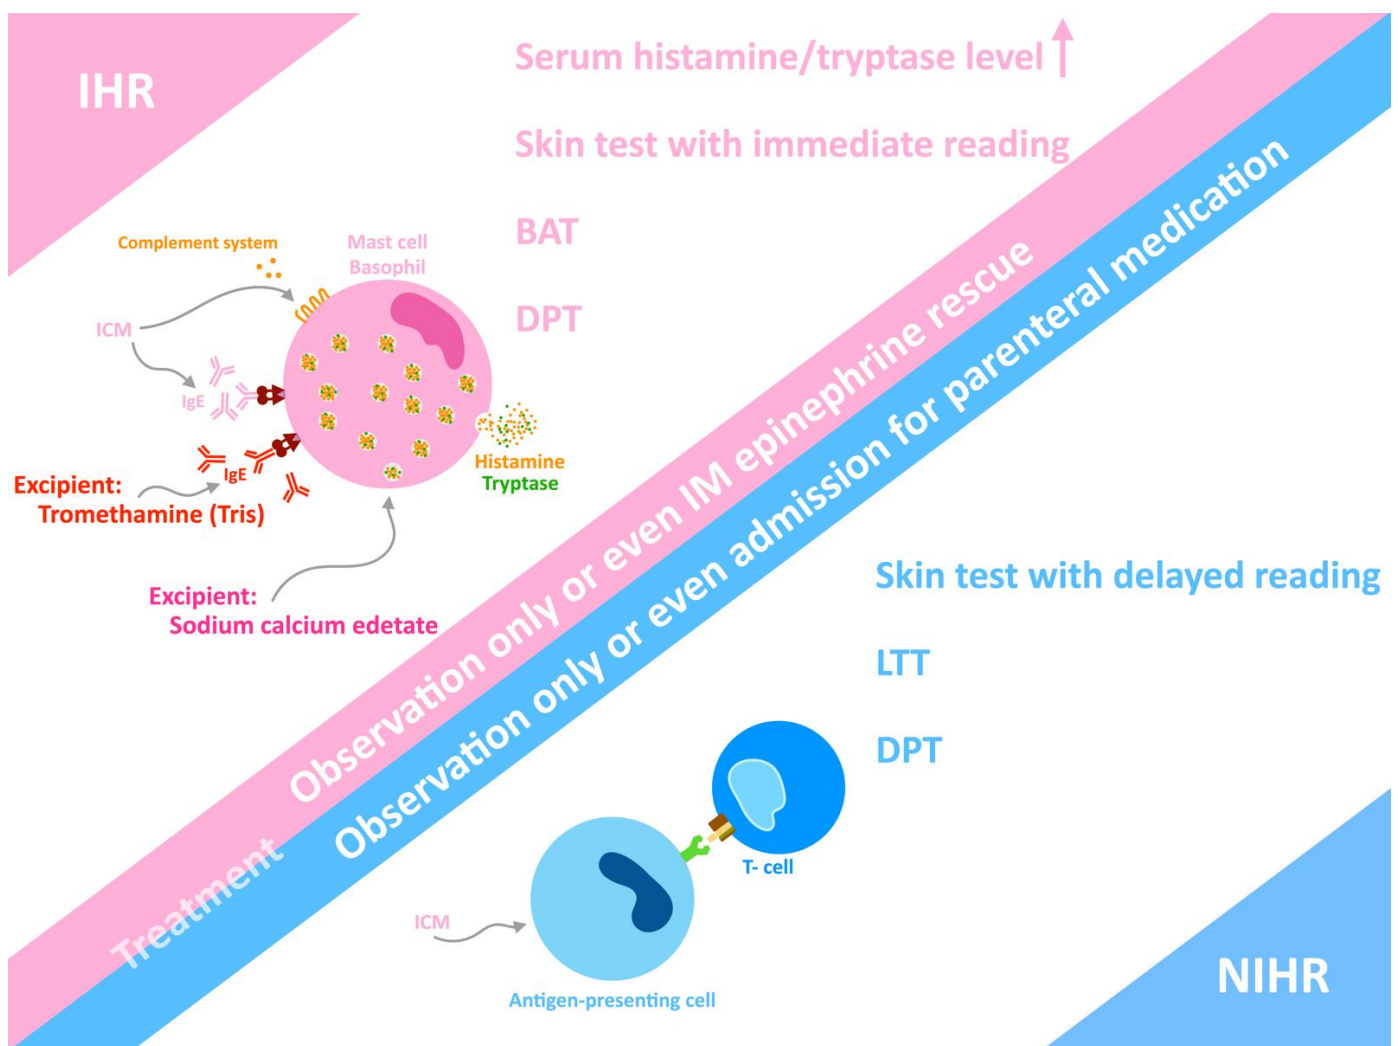 IHR
Serum histamine/tryptase level
Skin test with immediate reading
BAT
DPT
Complement system
Mast cell
Basophil
ICM
IgE
IgE
Histamine
Tryptase
Excipient:
Tromethamine (Tris)
Excipient:
Sodium calcium edetate
Treatment
Observation only or even IM epinephrine rescue
Observation only or even admission for parenteral medication
Skin test with delayed reading
LTT
DPT
T- cell
ICM
Antigen-presenting cell
NIHR